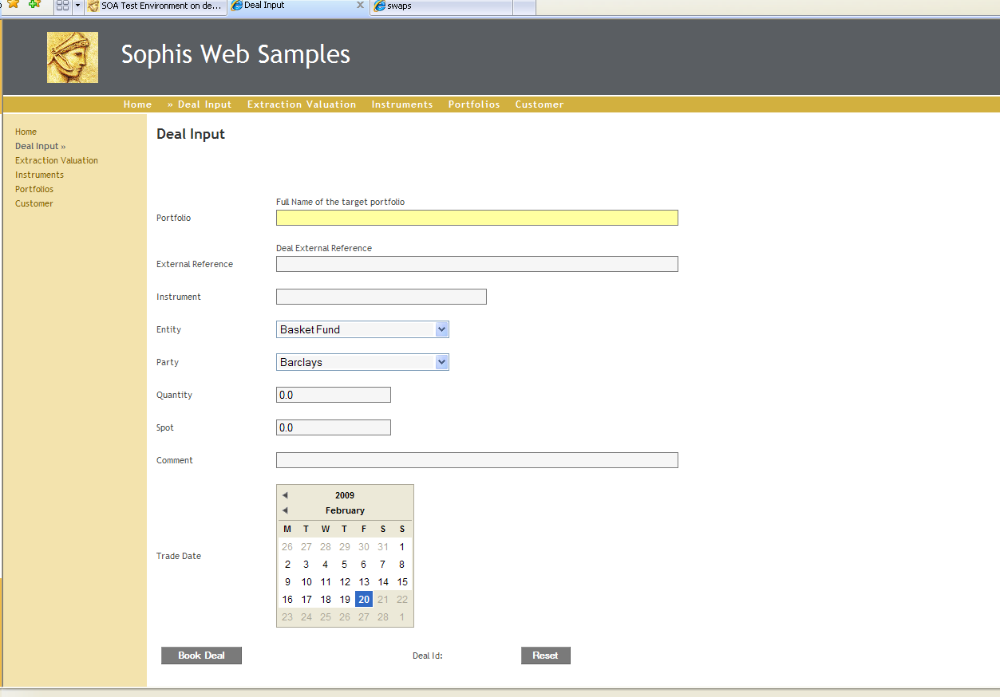 SOA Test Environment on de... Deal Input swaps
Sophis Web Samples
Home » Deal Input Extraction Valuation Instruments Portfolios Customer
Home
Deal Input »
Extraction Valuation
Instruments
Portfolios
Customer
Deal Input
Full Name of the target portfolio
Portfolio
Deal External Reference
External Reference
Instrument
Entity Basket Fund
Party Barclays
Quantity 0.0
Spot 0.0
Comment
2009
February
M T W T F S S
26 27 28 29 30 31 1
2 3 4 5 6 7 8
Trade Date
9 10 11 12 13 14 15
16 17 18 19 20 21 22
23 24 25 26 27 28 1
Book Deal Deal Id: Reset